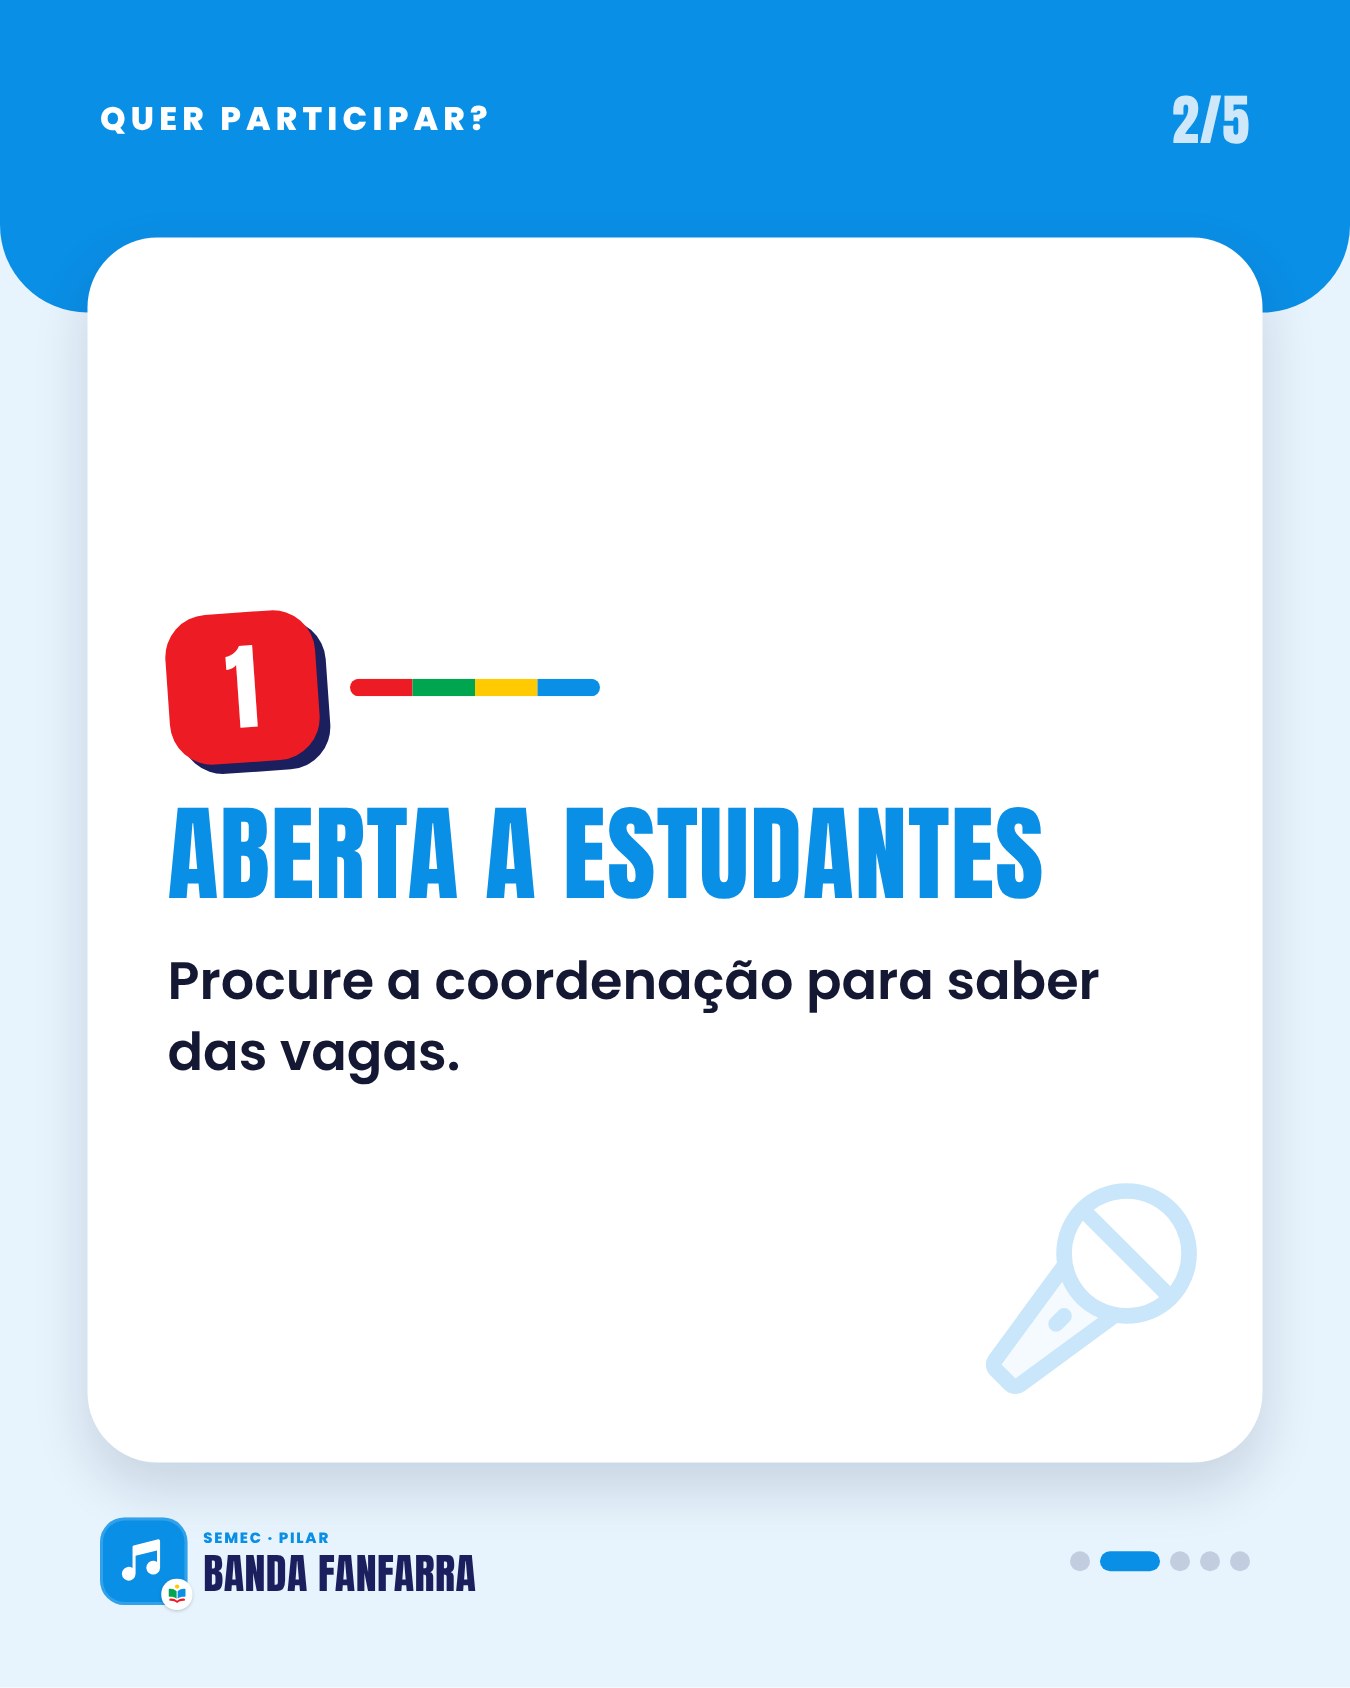 QUER PARTICIPAR?
2/5
1
ABERTA A ESTUDANTES
Procure a coordenação para saber
das vagas.
SEMEC · PILAR
BANDA FANFARRA